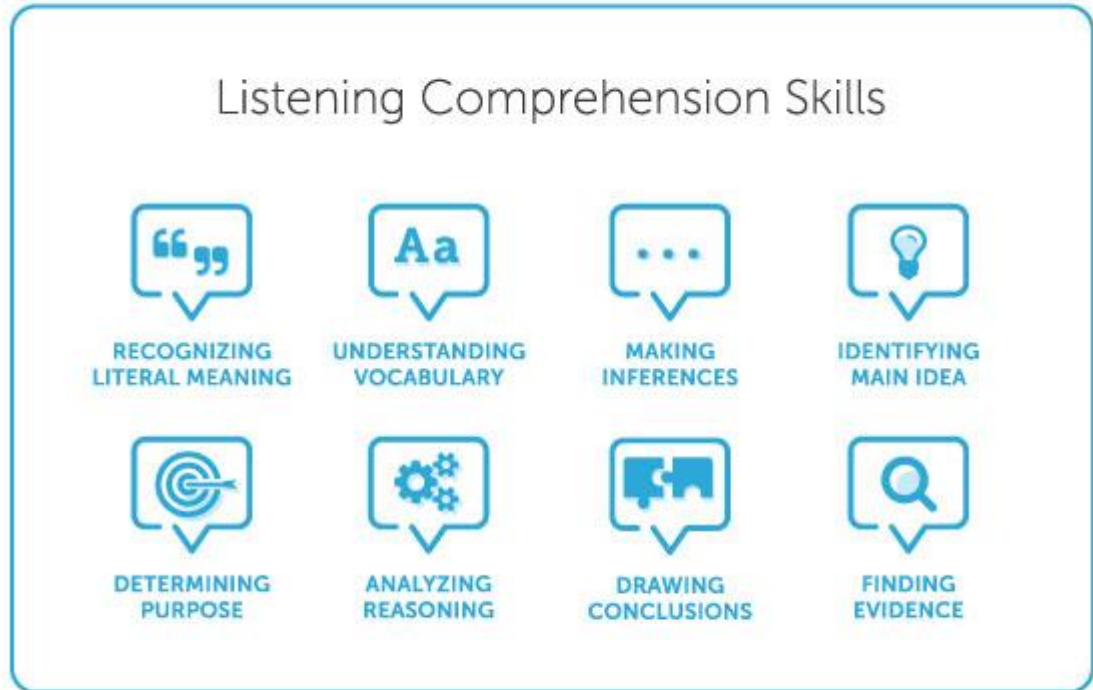 Listening Comprehension Skills
“ ”
Aa
...
RECOGNIZING
LITERAL MEANING
UNDERSTANDING
VOCABULARY
MAKING
INFERENCES
IDENTIFYING
MAIN IDEA
DETERMINING
PURPOSE
ANALYZING
REASONING
DRAWING
CONCLUSIONS
FINDING
EVIDENCE